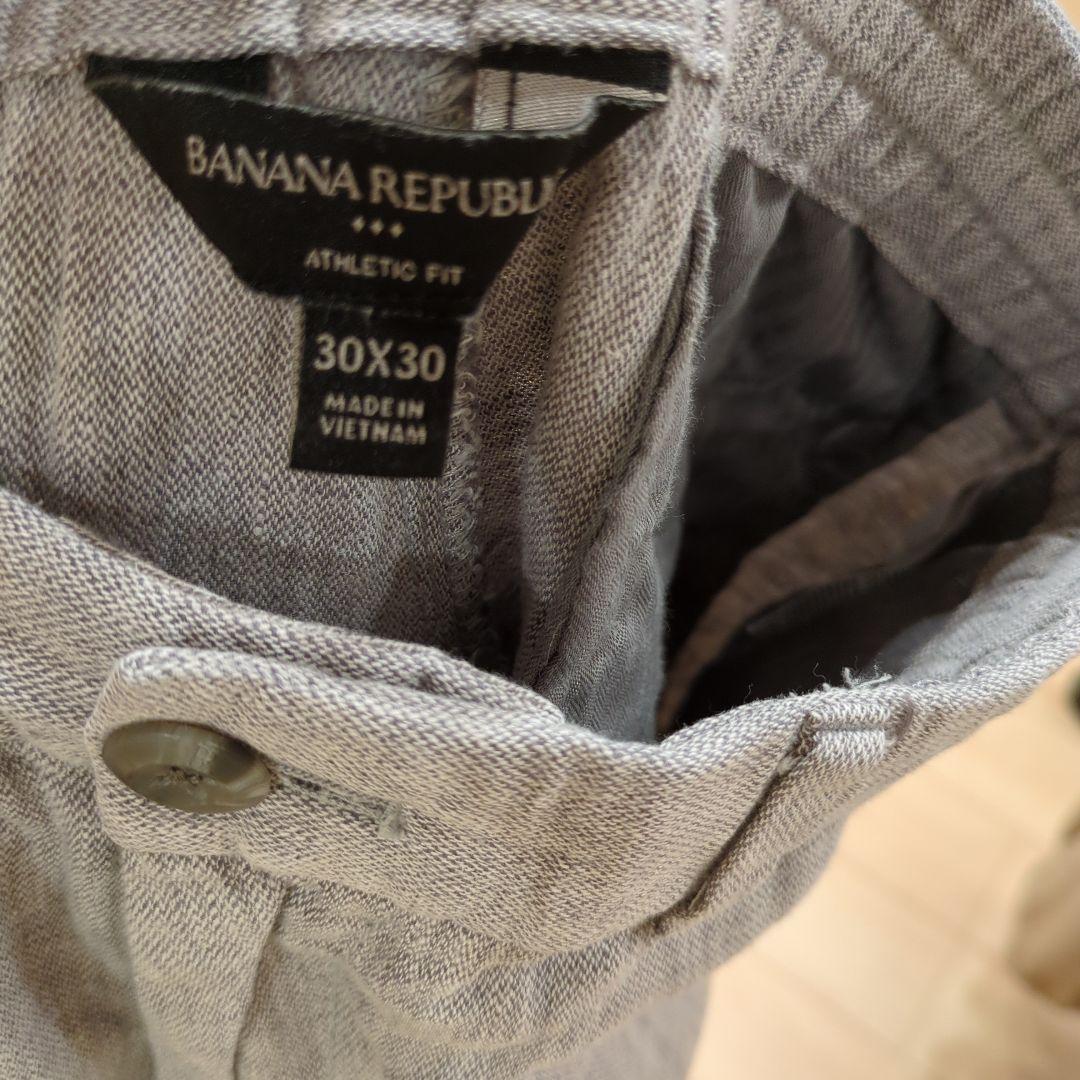 BANANA REPUBLI
ATHLETIC FIT
30X30
MADE IN
VIETNAM